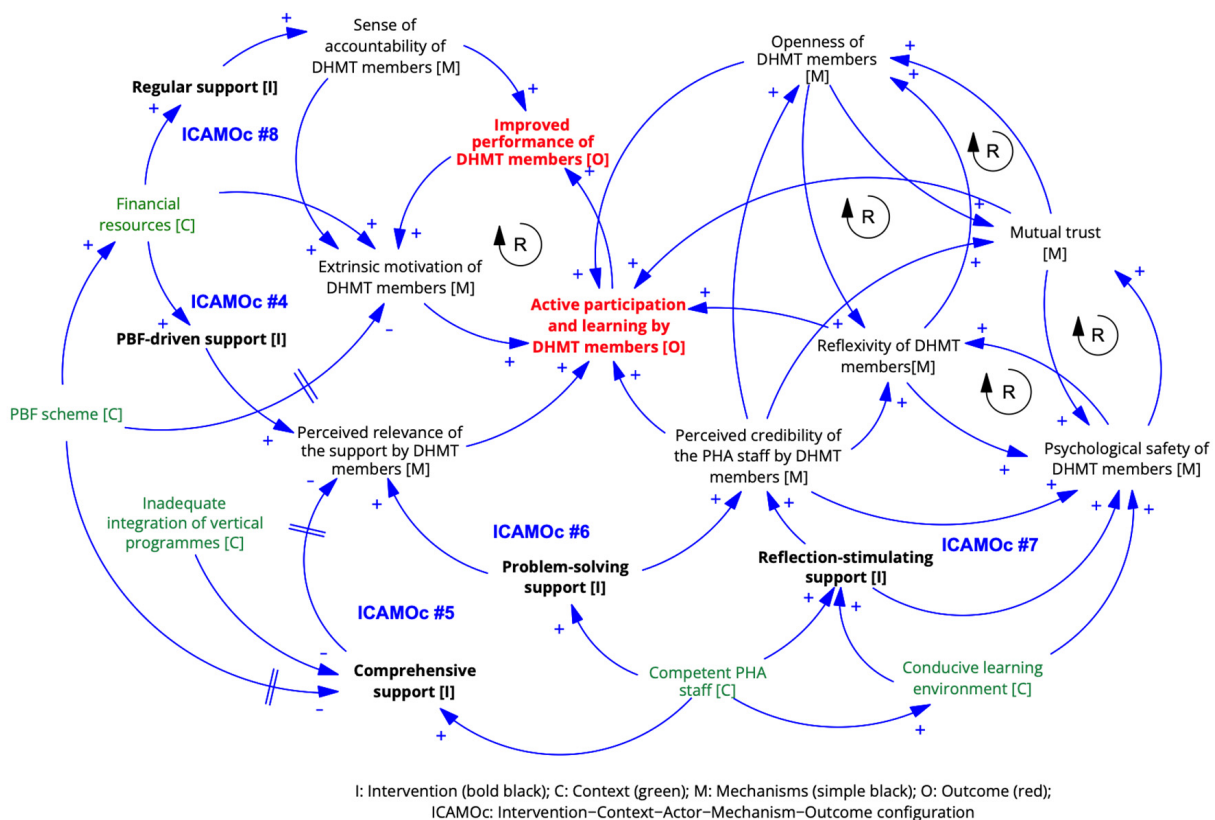 Sense of
accountability of
DHMT members [M]
Openness of
DHMT members
[M]
Regular support [I]
ICAMOc #8
Improved
performance of
DHMT members [O]
R
Financial
resources [C]
R
R
Mutual trust
[M]
Extrinsic motivation of
DHMT members [M]
ICAMOc #4
Active participation
and learning by
DHMT members [O]
PBF-driven support [I]
Reflexivity of DHMT
members[M]
R
R
PBF scheme [C]
Perceived relevance of
the support by DHMT
members [M]
Perceived credibility of
the PHA staff by DHMT
members [M]
Psychological safety of
DHMT members [M]
Inadequate
integration of vertical
programmes [C]
ICAMOc #6
Problem-solving
support [I]
Reflection-stimulating
support [I]
ICAMOc #7
ICAMOc #5
Comprehensive
support [I]
Competent PHA
staff [C]
Conducive learning
environment [C]
I: Intervention (bold black); C: Context (green); M: Mechanisms (simple black); O: Outcome (red);
ICAMOc: Intervention−Context−Actor−Mechanism−Outcome configuration